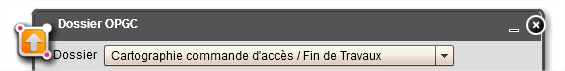 Dossier OPGC
Dossier Cartographie commande d'accès / Fin de Travaux